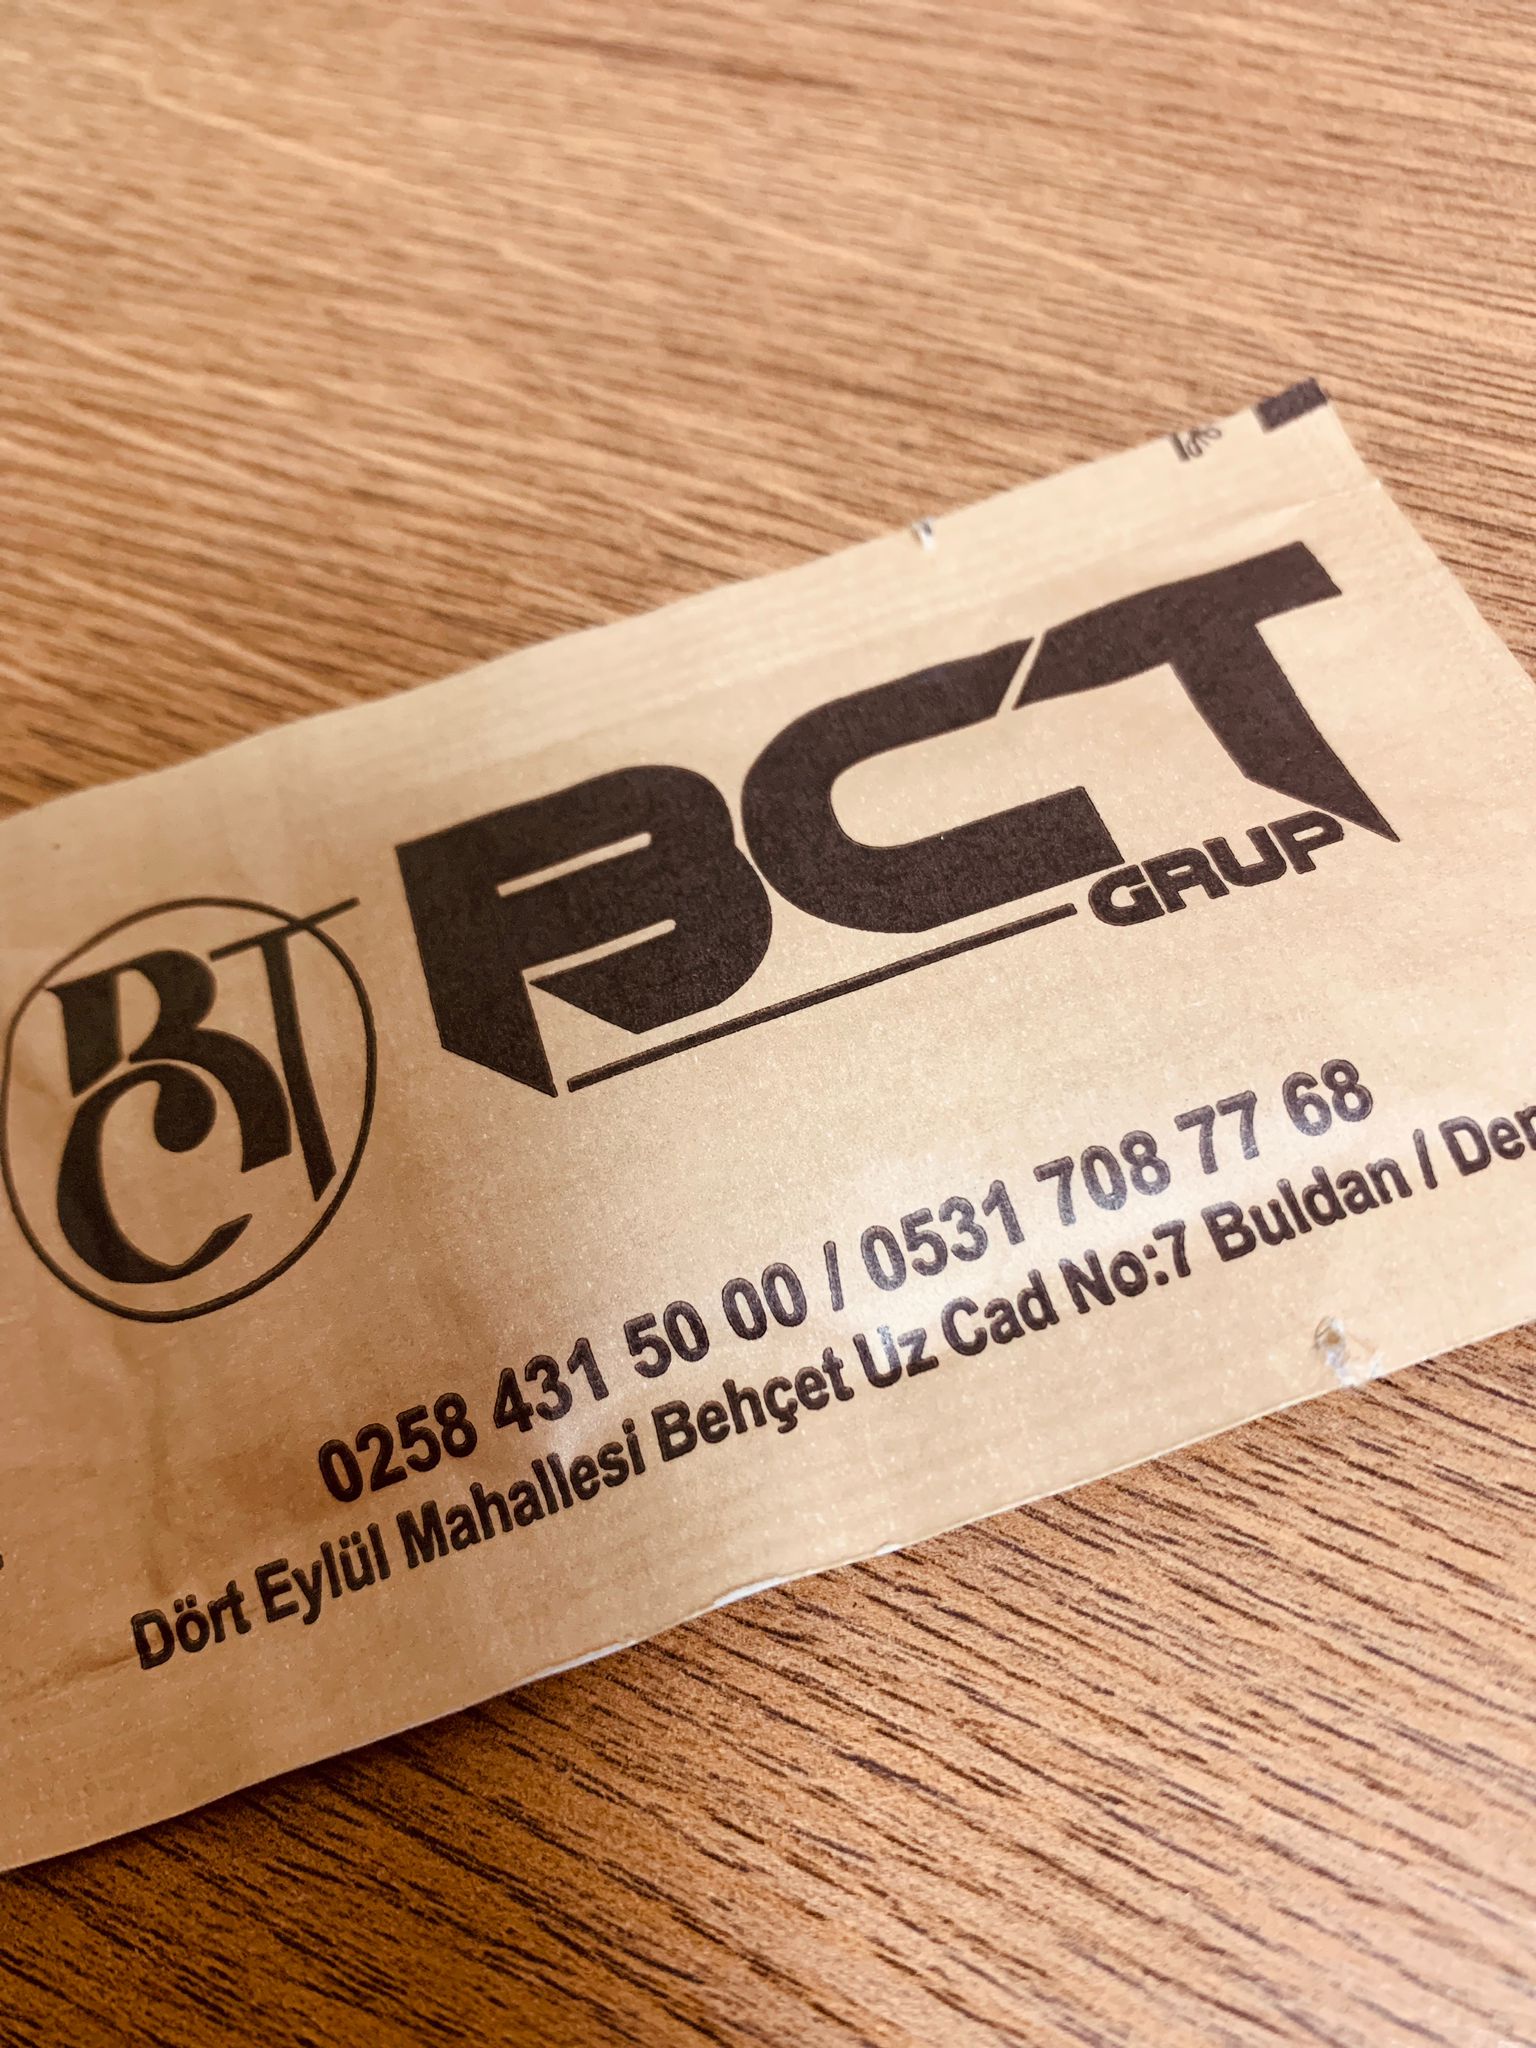 BCT
BCT
GRUP
0258 431 50 00 / 0531 708 77 68
Dört Eylül Mahallesi Behçet Uz Cad No:7 Buldan / Den